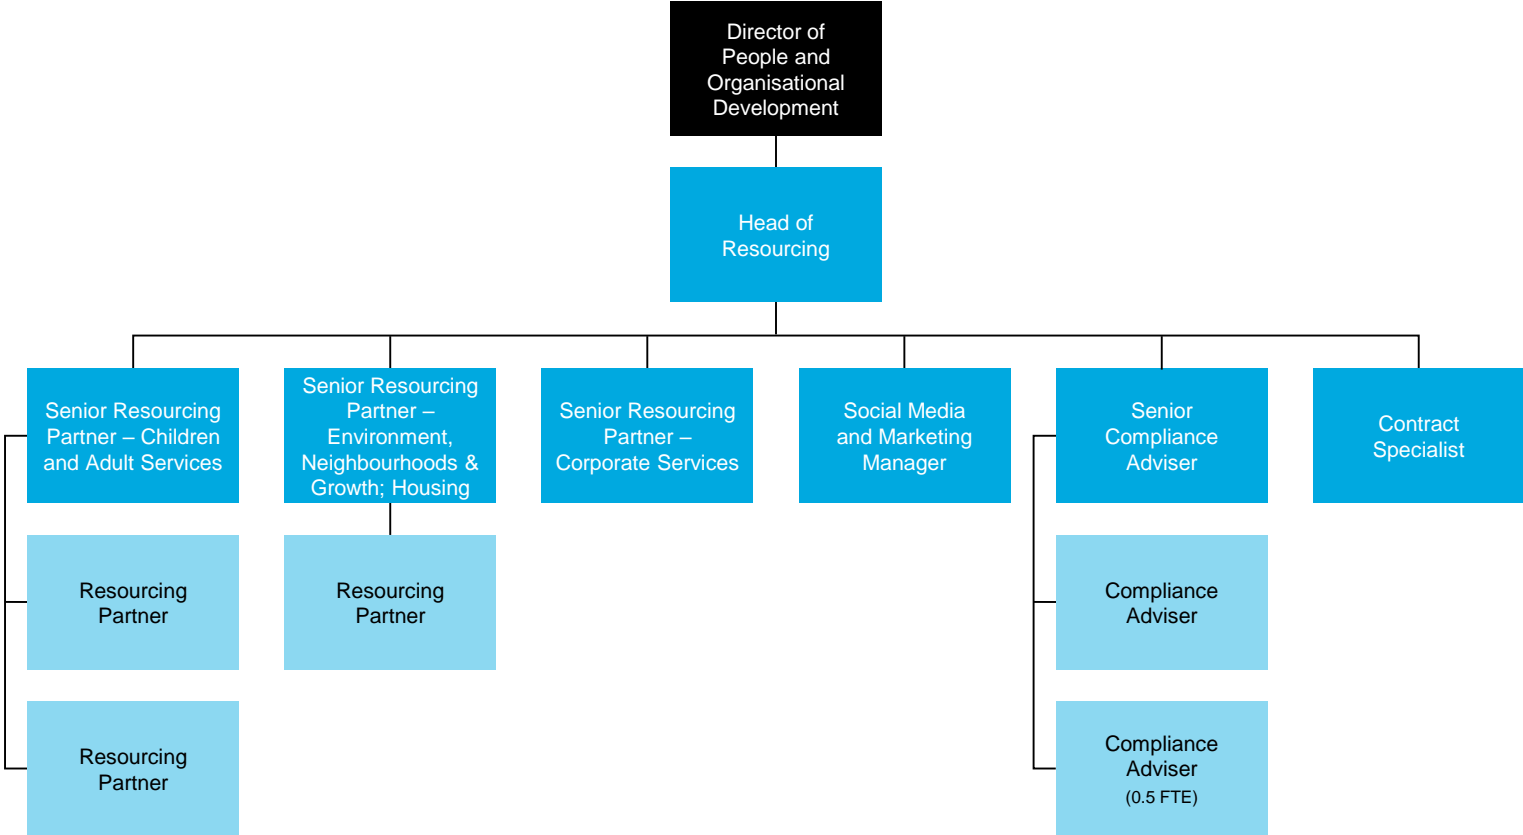 Director of
People and
Organisational
Development
Head of
Resourcing
Senior Resourcing
Partner – Children
and Adult Services
Senior Resourcing
Partner –
Environment,
Neighbourhoods &
Growth; Housing
Senior Resourcing
Partner –
Corporate Services
Social Media
and Marketing
Manager
Senior
Compliance
Adviser
Contract
Specialist
Resourcing
Partner
Resourcing
Partner
Compliance
Adviser
Resourcing
Partner
Compliance
Adviser
(0.5 FTE)